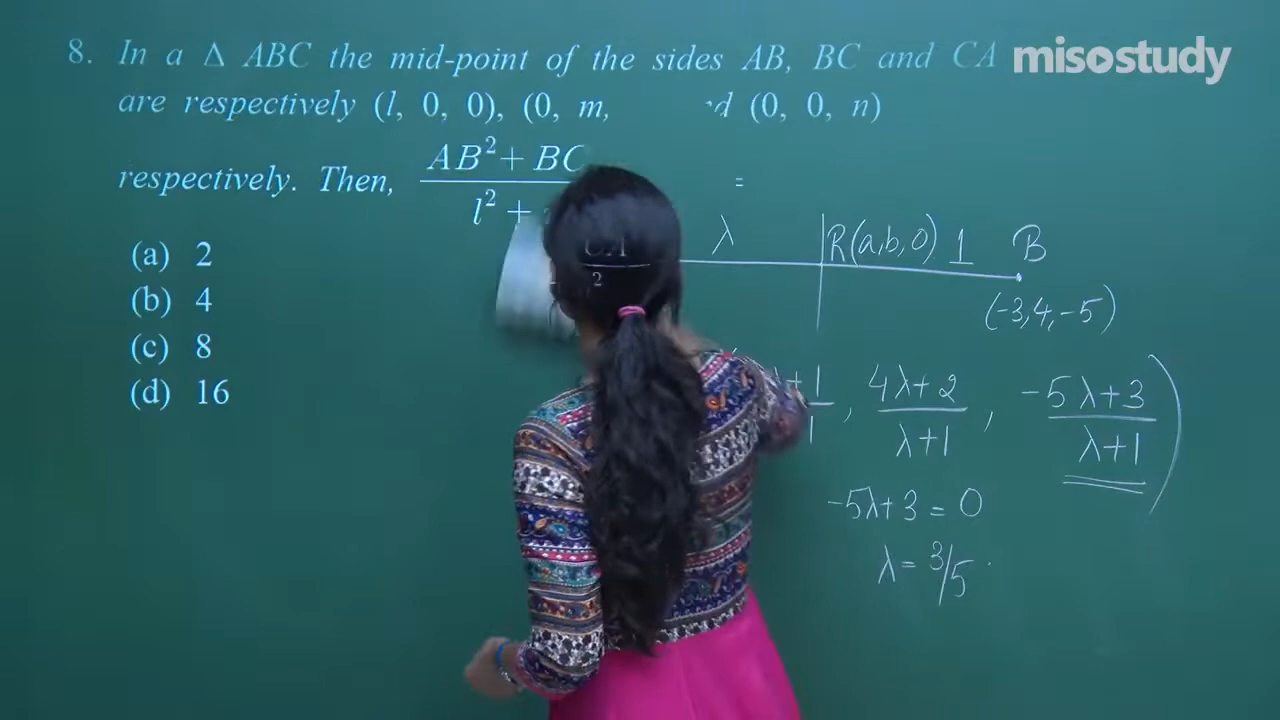 8. In a Δ ABC the mid-point of the sides AB, BC and CA
misostudy
are respectively (l, 0, 0), (0, m, (0, 0, n)
respectively. Then, AB² + BC =
l² +
(a) 2
(b) 4
(c) 8
(d) 16
λ R(a,b,0) 1 B
(-3,4,-5)
+1 / 1 , 4λ+2 / λ+1 , -5λ+3 / λ+1 )
-5λ+3 = 0
λ = 3/5